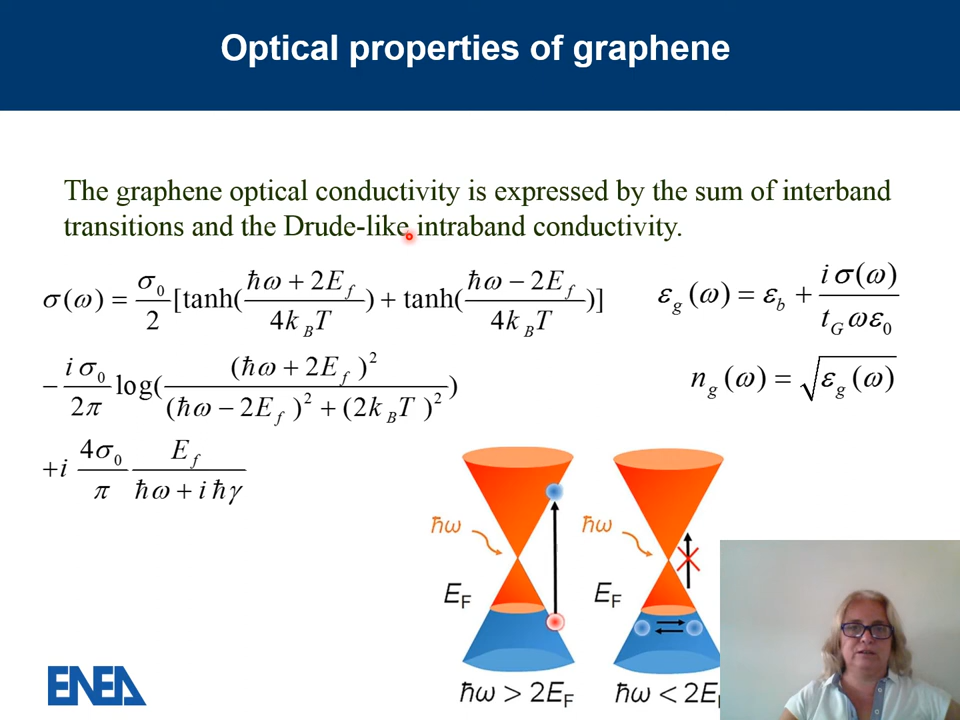 Optical properties of graphene
The graphene optical conductivity is expressed by the sum of interband
transitions and the Drude-like intraband conductivity.
σ(ω) = σ₀/2 [tanh((ħω + 2E_f)/(4k_BT)) + tanh((ħω − 2E_f)/(4k_BT))]
− iσ₀/2π log((ħω + 2E_f)²/((ħω − 2E_f)² + (2k_BT)²))
+i 4σ₀/π E_f/(ħω + iħγ)
ε_g(ω) = ε_b + iσ(ω)/(t_G ωε₀)
n_g(ω) = √ε_g(ω)
ħω
E_F
ħω > 2E_F
ħω
E_F
ħω < 2E_F
ENEA